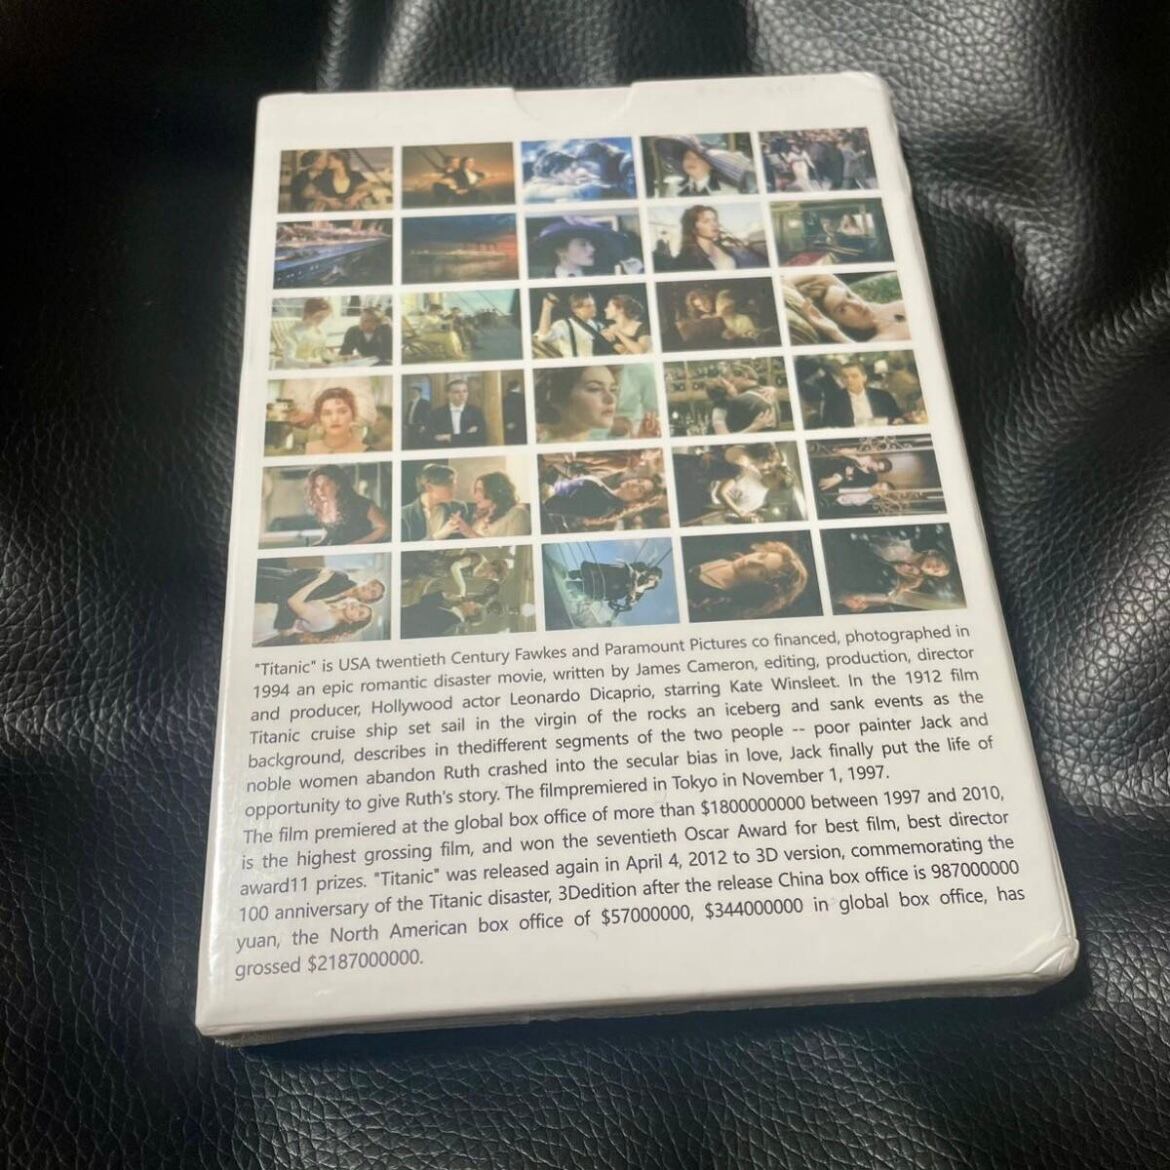 "Titanic" is USA twentieth Century Fawkes and Paramount Pictures co financed, photographed in
1994 an epic romantic disaster movie, written by James Cameron, editing, production, director
and producer, Hollywood actor Leonardo Dicaprio, starring Kate Winsleet. In the 1912 film
Titanic cruise ship set sail in the virgin of the rocks an iceberg and sank events as the
background, describes in thedifferent segments of the two people -- poor painter Jack and
noble women abandon Ruth crashed into the secular bias in love, Jack finally put the life of
opportunity to give Ruth's story. The filmpremiered in Tokyo in November 1, 1997.
The film premiered at the global box office of more than $1800000000 between 1997 and 2010,
is the highest grossing film, and won the seventieth Oscar Award for best film, best director
award11 prizes. "Titanic" was released again in April 4, 2012 to 3D version, commemorating the
100 anniversary of the Titanic disaster, 3Dedition after the release China box office is 987000000
yuan, the North American box office of $57000000, $344000000 in global box office, has
grossed $2187000000.